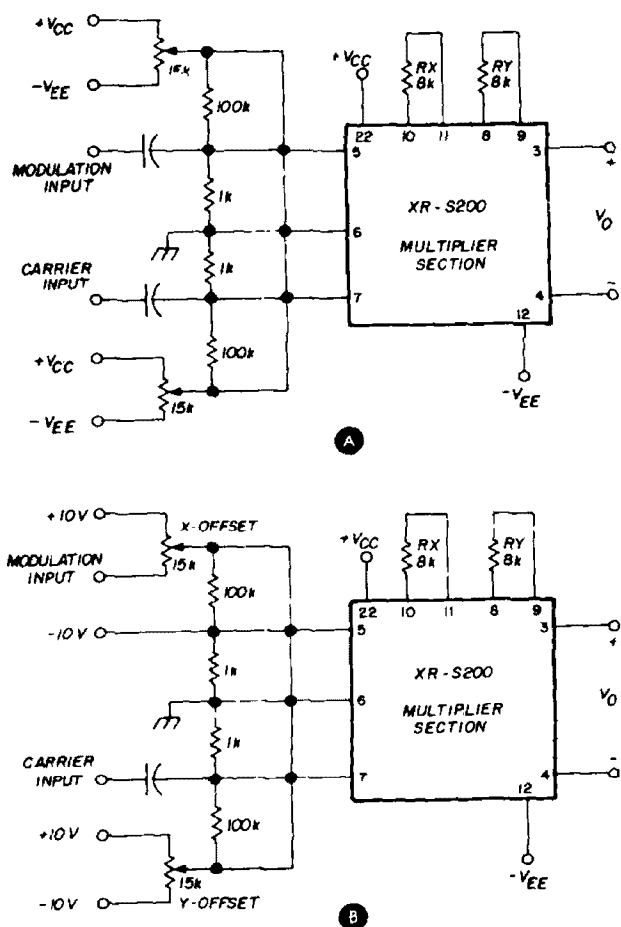 +VCC
15k
-VEE
100k
MODULATION
INPUT
1k
1k
CARRIER
INPUT
100k
+VCC
15k
-VEE
+VCC
RX
8k
RY
8k
22
10
11
8
9
5
3
+
XR-S200
6
MULTIPLIER
SECTION
VO
7
4
-
12
-VEE
A
+10V
X-OFFSET
MODULATION
INPUT
15k
100k
-10V
1k
1k
CARRIER
INPUT
100k
+10V
15k
-10V
Y-OFFSET
+VCC
RX
8k
RY
8k
22
10
11
8
9
5
3
+
XR-S200
6
MULTIPLIER
SECTION
VO
7
4
-
12
-VEE
B